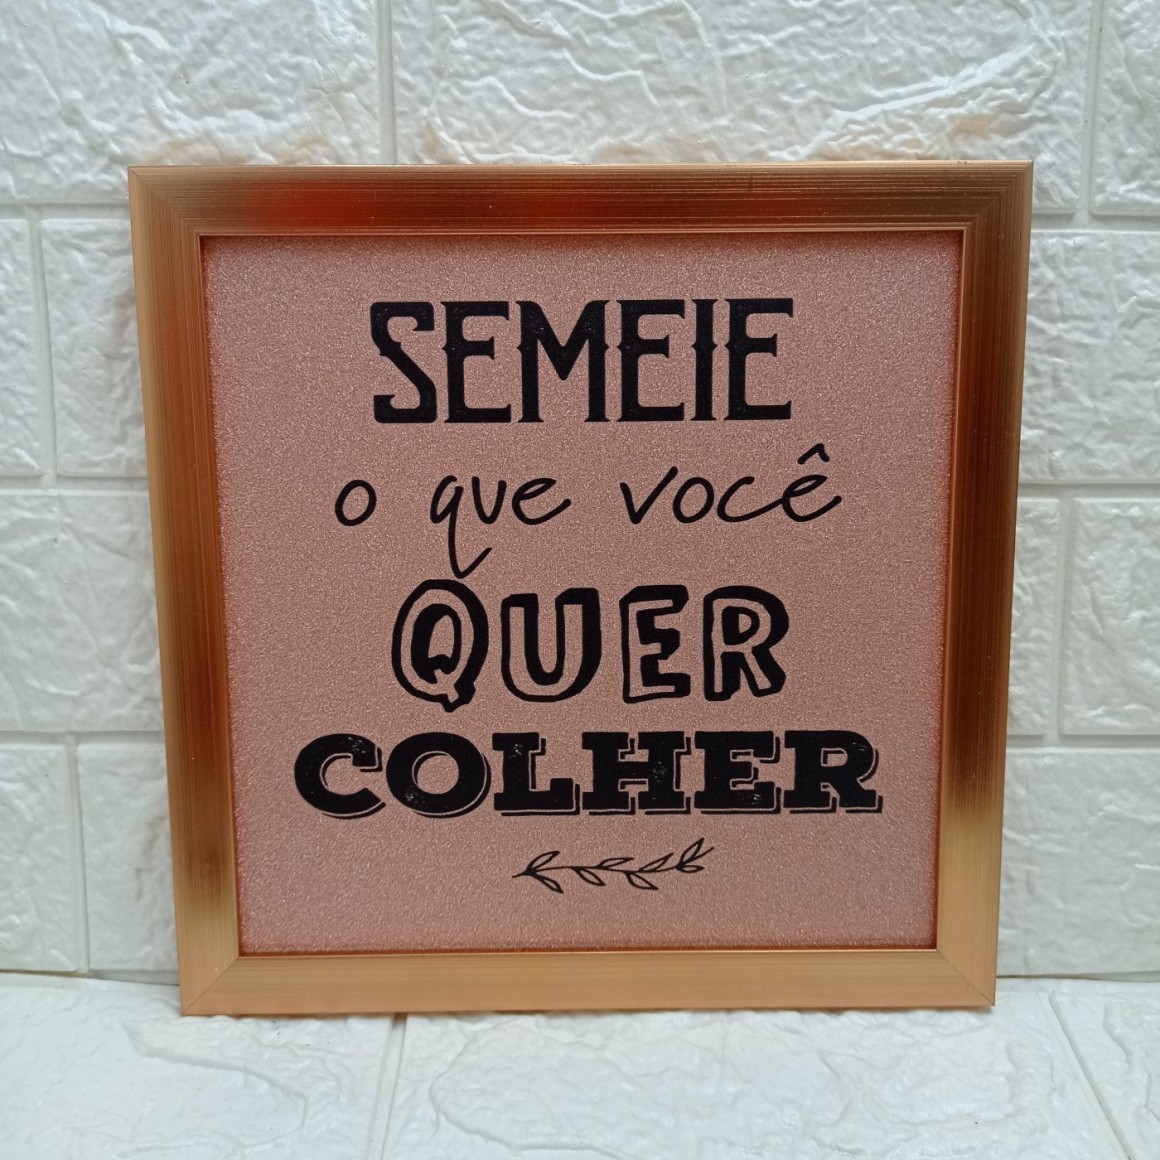 SEMEIE
o que você
QUER
COLHER